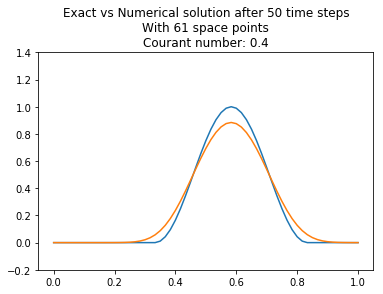 Exact vs Numerical solution after 50 time steps
With 61 space points
Courant number: 0.4
1.4
1.2
1.0
0.8
0.6
0.4
0.2
0.0
−0.2
0.0 0.2 0.4 0.6 0.8 1.0